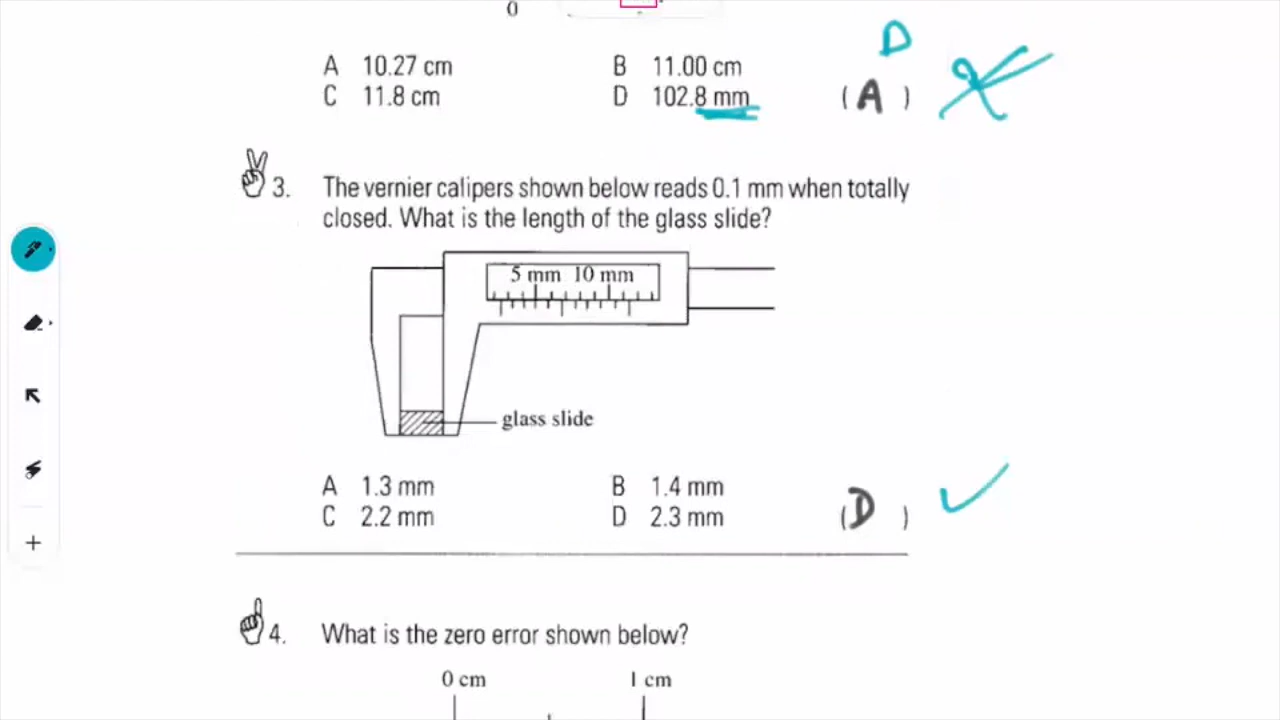 0
D
A 10.27 cm B 11.00 cm
C 11.8 cm D 102.8 mm (A)
3. The vernier calipers shown below reads 0.1 mm when totally
closed. What is the length of the glass slide?
5 mm 10 mm
glass slide
A 1.3 mm B 1.4 mm
C 2.2 mm D 2.3 mm (D)
4. What is the zero error shown below?
0 cm 1 cm